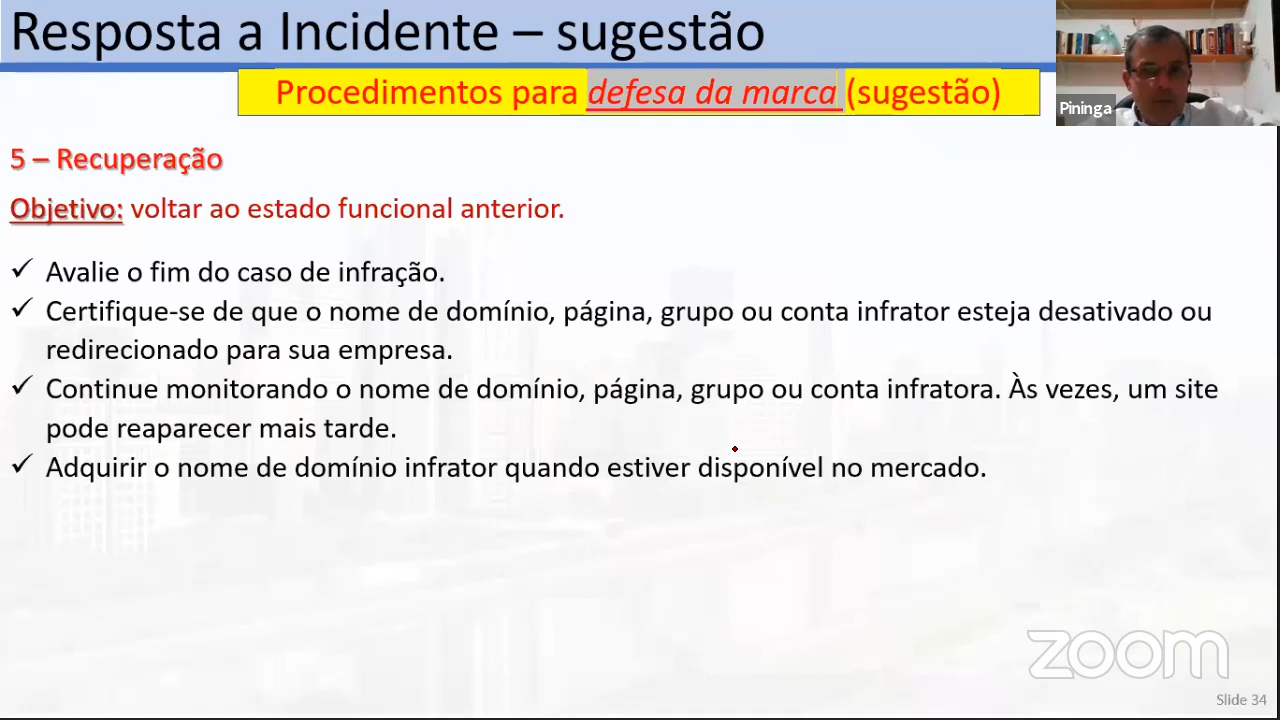 Resposta a Incidente – sugestão
Procedimentos para defesa da marca (sugestão)
Pininga
5 – Recuperação
Objetivo: voltar ao estado funcional anterior.
✓ Avalie o fim do caso de infração.
✓ Certifique-se de que o nome de domínio, página, grupo ou conta infrator esteja desativado ou
redirecionado para sua empresa.
✓ Continue monitorando o nome de domínio, página, grupo ou conta infratora. Às vezes, um site
pode reaparecer mais tarde.
✓ Adquirir o nome de domínio infrator quando estiver disponível no mercado.
zoom
Slide 34